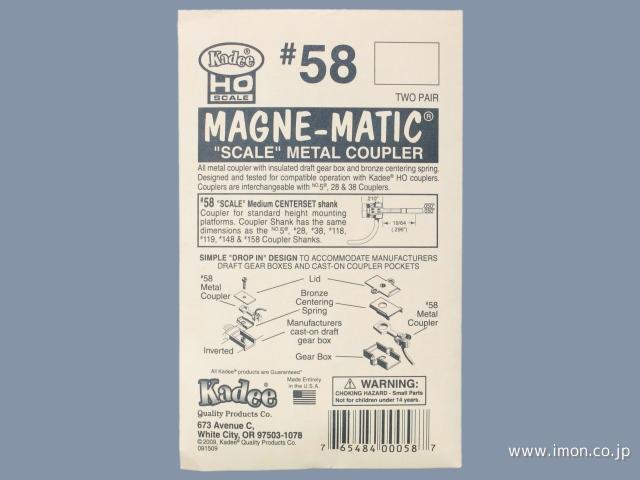 Kadee®
HO
SCALE
#58
TWO PAIR
MAGNE-MATIC®
"SCALE" METAL COUPLER
All metal coupler with insulated draft gear box and bronze centering spring.
Designed and tested for compatible operation with Kadee® HO couplers.
Couplers are interchangeable with NO.5®, 28 & 38 Couplers.
#58 "SCALE" Medium CENTERSET shank
Coupler for standard height mounting
platforms. Coupler Shank has the same
dimensions as the NO.5®, #28, #38, #118,
#119, #148 & #158 Coupler Shanks.
.210"
19/64
(.296")
SIMPLE "DROP IN" DESIGN TO ACCOMMODATE MANUFACTURERS
DRAFT GEAR BOXES AND CAST-ON COUPLER POCKETS
#58
Metal
Coupler
Lid
Bronze
Centering
Spring
Manufacturers
cast-on draft
gear box
Inverted
Gear Box
#58
Metal
Coupler
All Kadee® products are Guaranteed"
Kadee®
Quality Products Co.
Made Entirely
in the U.S.A.
673 Avenue C,
White City, OR 97503-1078
©2009, Kadee® Quality Products Co.
091509
WARNING:
CHOKING HAZARD - Small Parts
Not for children under 14 years.
7 65484 00058 7
www.imon.co.jp